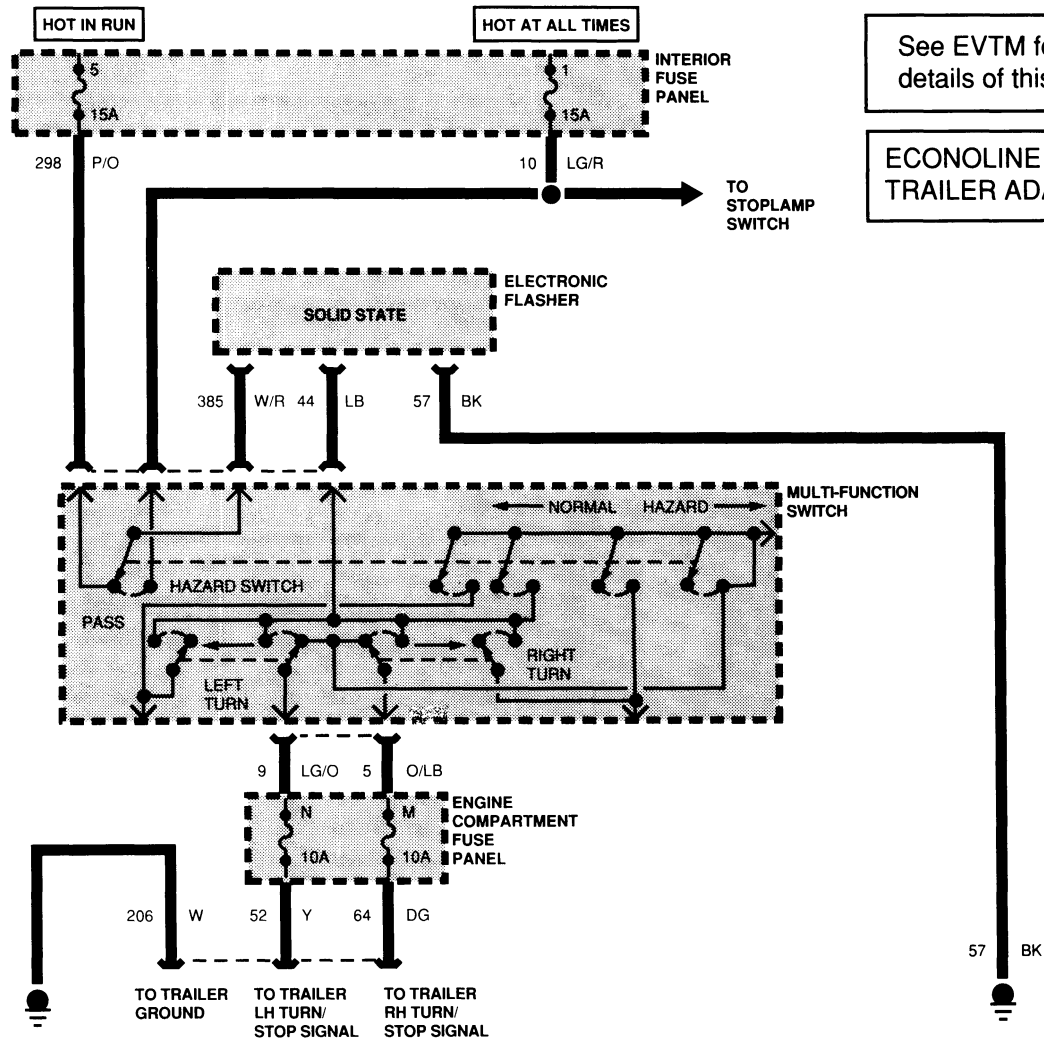 HOT IN RUN
HOT AT ALL TIMES
5
15A
1
15A
INTERIOR
FUSE
PANEL
See EVTM fo
details of this
ECONOLINE
TRAILER ADA
298 P/O
10 LG/R
TO
STOPLAMP
SWITCH
ELECTRONIC
FLASHER
SOLID STATE
385 W/R 44 LB 57 BK
MULTI-FUNCTION
SWITCH
NORMAL HAZARD
HAZARD SWITCH
PASS
LEFT
TURN
RIGHT
TURN
9 LG/O 5 O/LB
N
10A
M
10A
ENGINE
COMPARTMENT
FUSE
PANEL
206 W 52 Y 64 DG
57 BK
TO TRAILER
GROUND
TO TRAILER
LH TURN/
STOP SIGNAL
TO TRAILER
RH TURN/
STOP SIGNAL